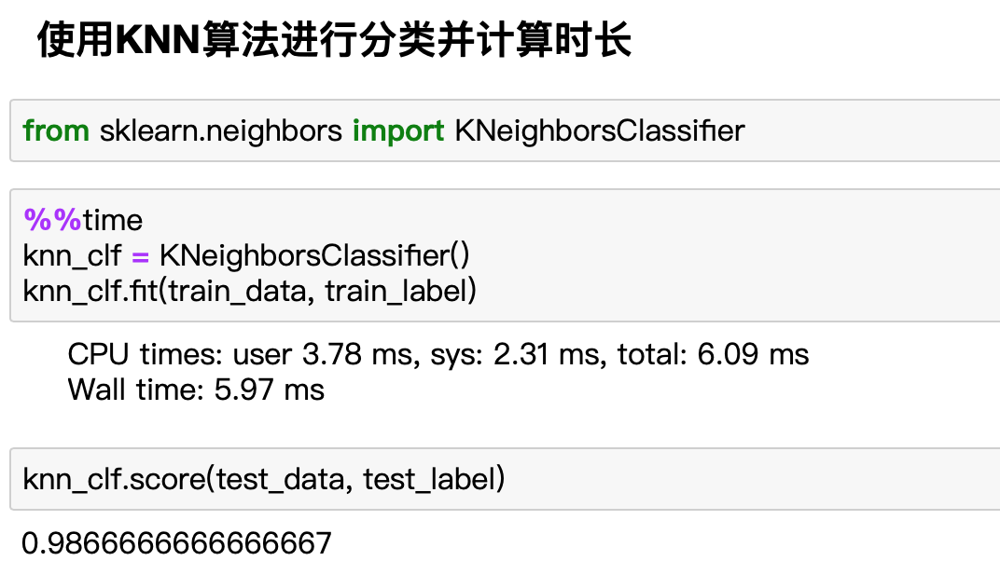 使用KNN算法进行分类并计算时长
from sklearn.neighbors import KNeighborsClassifier
%%time
knn_clf = KNeighborsClassifier()
knn_clf.fit(train_data, train_label)
CPU times: user 3.78 ms, sys: 2.31 ms, total: 6.09 ms
Wall time: 5.97 ms
knn_clf.score(test_data, test_label)
0.9866666666666667